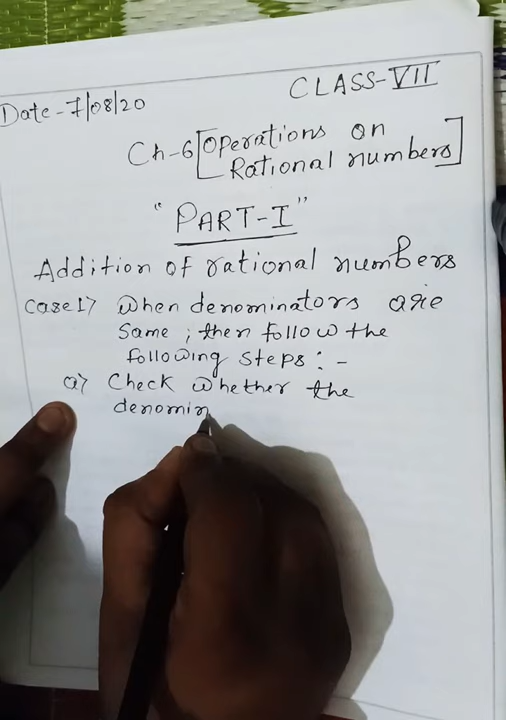 CLASS-VII
Date-7/08/20
Ch-6 [Operations on
Rational numbers]
"PART-I"
Addition of rational numbers
Case1> When denominators are
Same ; then follow the
following steps : -
a> Check whether the
denomin